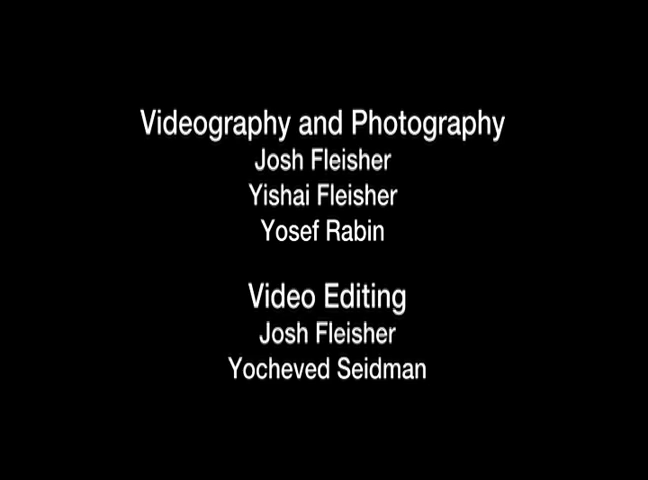 Videography and Photography
Josh Fleisher
Yishai Fleisher
Yosef Rabin
Video Editing
Josh Fleisher
Yocheved Seidman